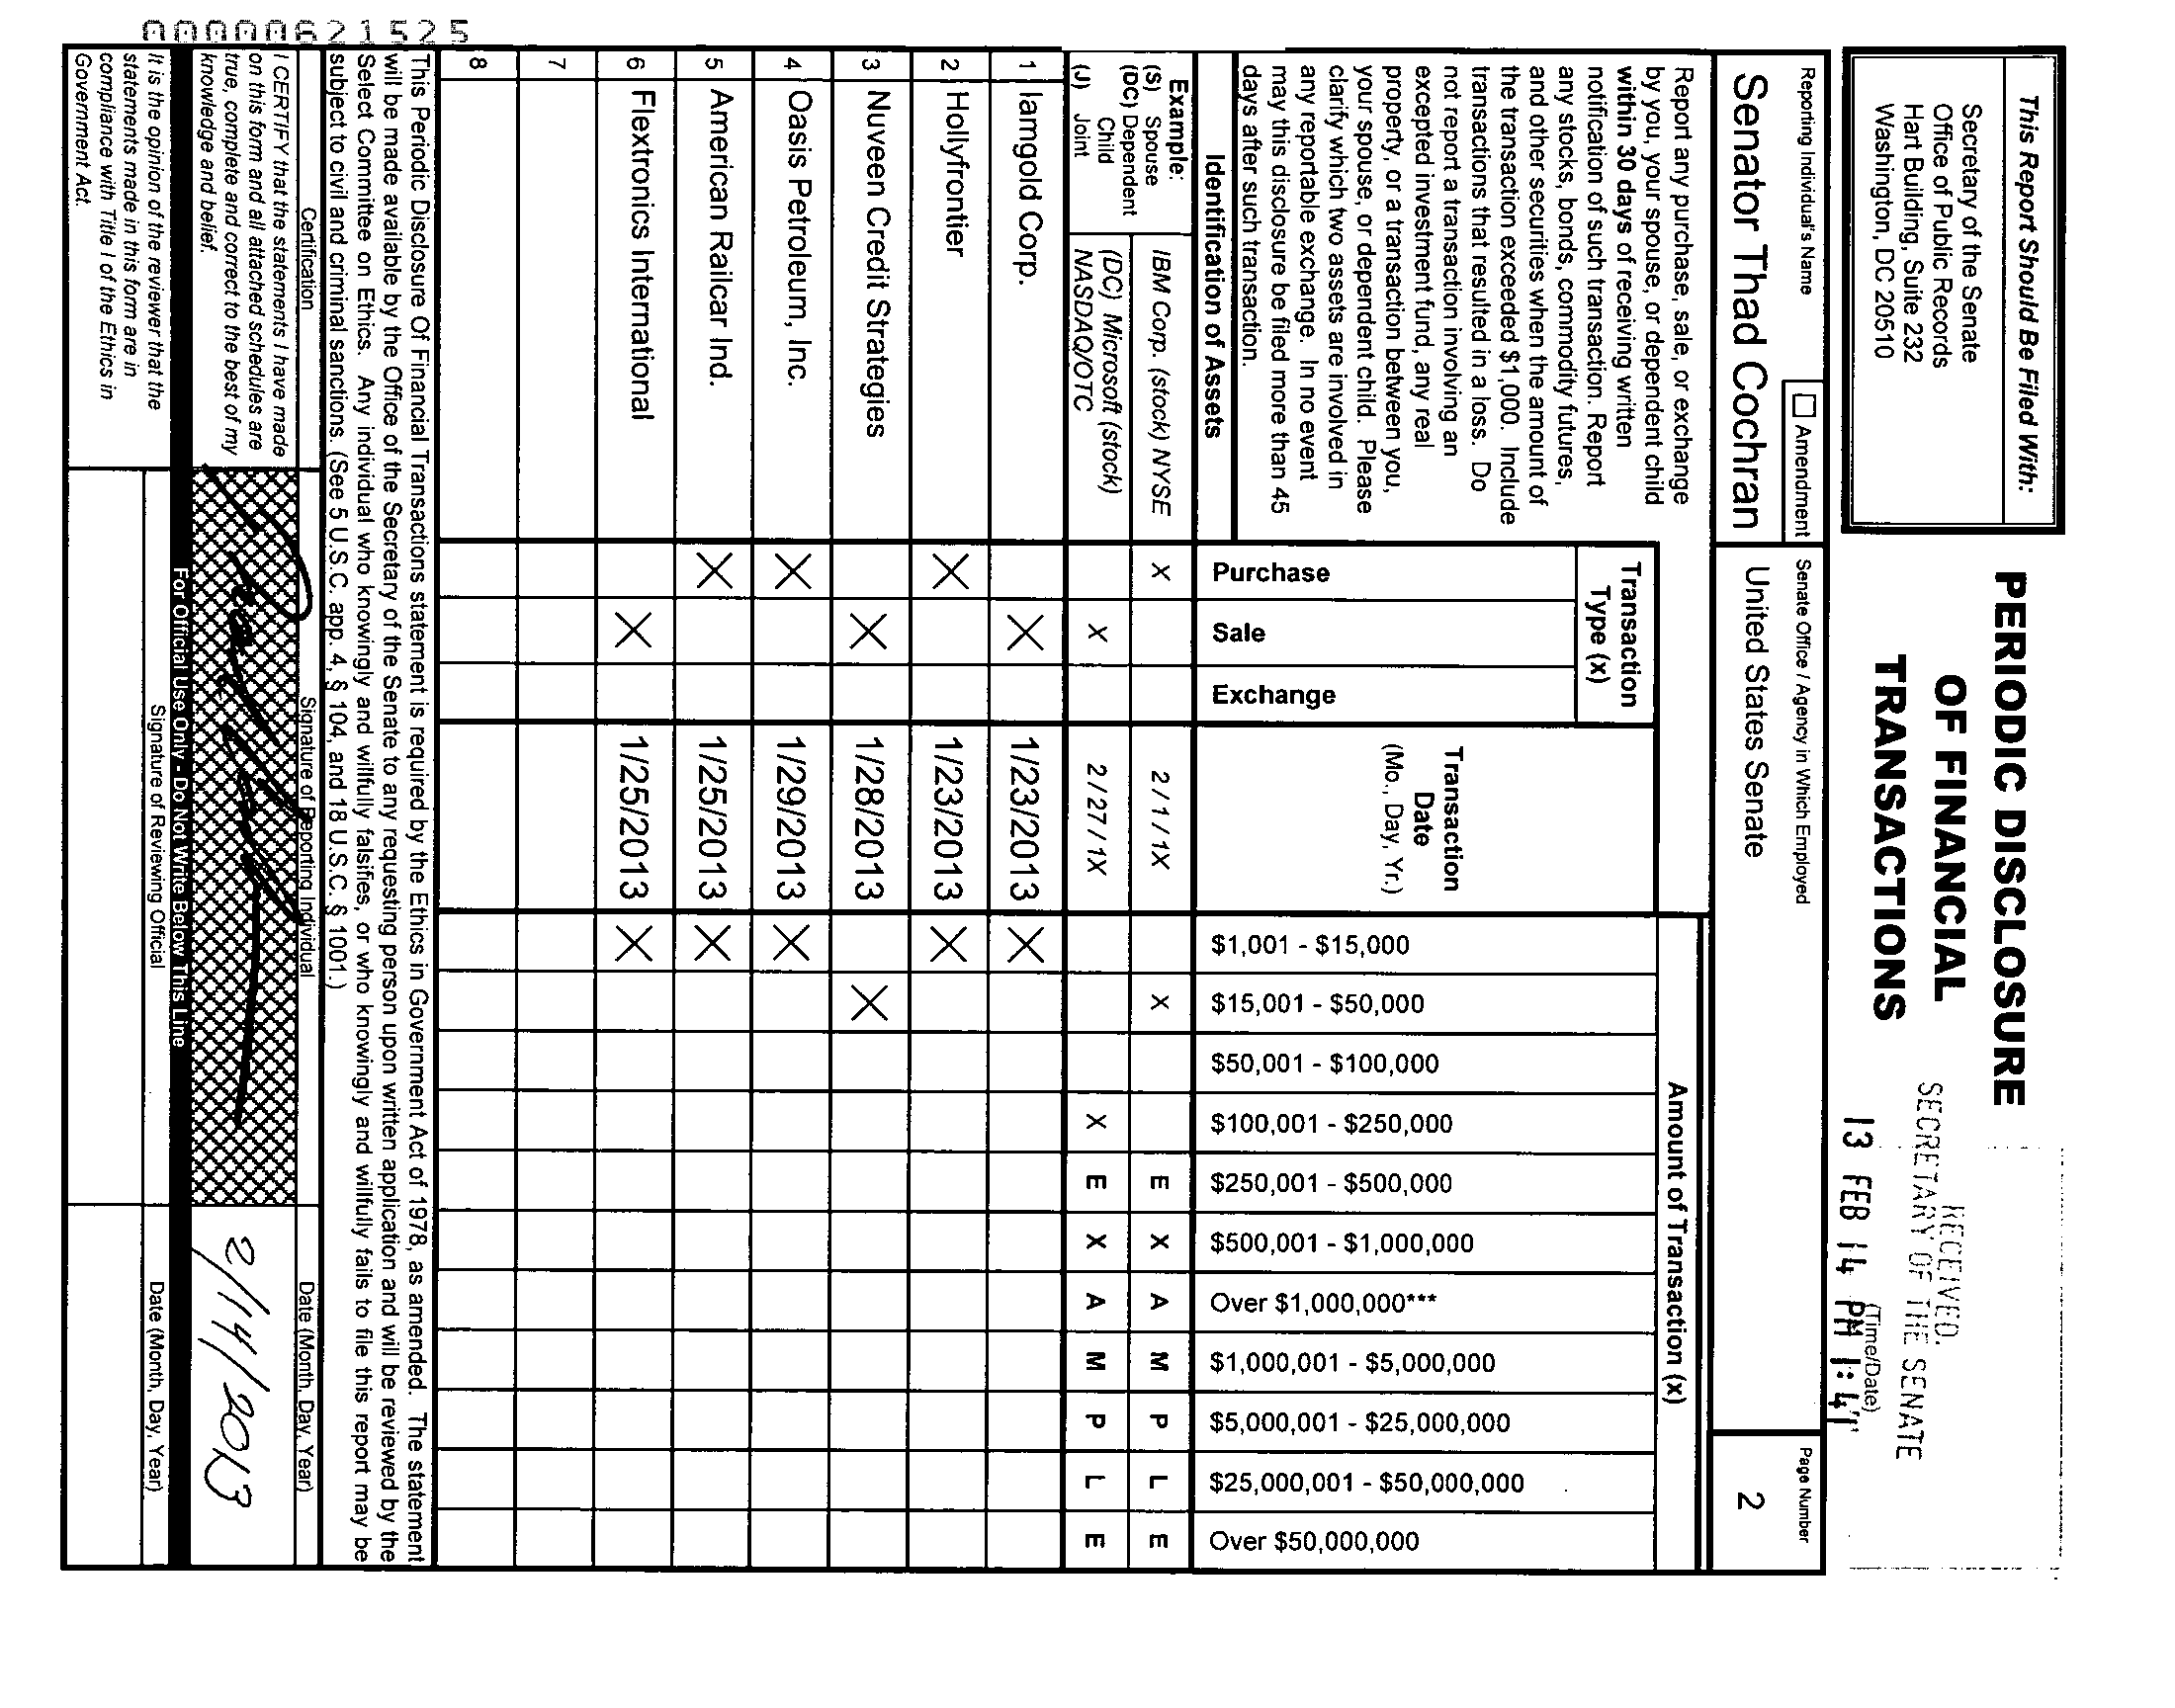 This Report Should Be Filed With:
Secretary of the Senate
Office of Public Records
Hart Building, Suite 232
Washington, DC 20510
PERIODIC DISCLOSURE
OF FINANCIAL
TRANSACTIONS
RECEIVED.
SECRETARY OF THE SENATE
(Time/Date)
13 FEB 14 PM 1:41
Reporting Individual's Name
Amendment
Senate Office / Agency in Which Employed
Page Number
Senator Thad Cochran
United States Senate
2
Report any purchase, sale, or exchange
by you, your spouse, or dependent child
within 30 days of receiving written
notification of such transaction. Report
any stocks, bonds, commodity futures,
and other securities when the amount of
the transaction exceeded $1,000. Include
transactions that resulted in a loss. Do
not report a transaction involving an
excepted investment fund, any real
property, or a transaction between you,
your spouse, or dependent child. Please
clarify which two assets are involved in
any reportable exchange. In no event
may this disclosure be filed more than 45
days after such transaction.
Identification of Assets
Transaction
Type (x)
Purchase
Sale
Exchange
Transaction
Date
(Mo., Day, Yr.)
Amount of Transaction (x)
$1,001 - $15,000
$15,001 - $50,000
$50,001 - $100,000
$100,001 - $250,000
$250,001 - $500,000
$500,001 - $1,000,000
Over $1,000,000***
$1,000,001 - $5,000,000
$5,000,001 - $25,000,000
$25,000,001 - $50,000,000
Over $50,000,000
Example:
(S) Spouse
(DC) Dependent
Child
(J) Joint
IBM Corp. (stock) NYSE X 2 / 1 / 1X X E X A M P L E
(DC) Microsoft (stock)
NASDAQ/OTC X 2 / 27 / 1X X E X A M P L E
1 Iamgold Corp. X 1/23/2013 X
2 Hollyfrontier X 1/23/2013 X
3 Nuveen Credit Strategies X 1/28/2013 X
4 Oasis Petroleum, Inc. X 1/29/2013 X
5 American Railcar Ind. X 1/25/2013 X
6 Flextronics International X 1/25/2013 X
7
8
This Periodic Disclosure Of Financial Transactions statement is required by the Ethics in Government Act of 1978, as amended. The statement
will be made available by the Office of the Secretary of the Senate to any requesting person upon written application and will be reviewed by the
Select Committee on Ethics. Any individual who knowingly and willfully falsifies, or who knowingly and willfully fails to file this report may be
subject to civil and criminal sanctions. (See 5 U.S.C. app. 4, § 104, and 18 U.S.C. § 1001.)
Certification
Signature of Reporting Individual
Date (Month, Day, Year)
I CERTIFY that the statements I have made
on this form and all attached schedules are
true, complete and correct to the best of my
knowledge and belief.
2/14/2013
For Official Use Only - Do Not Write Below This Line
It is the opinion of the reviewer that the
statements made in this form are in
compliance with Title I of the Ethics in
Government Act.
Signature of Reviewing Official
Date (Month, Day, Year)
00000621525